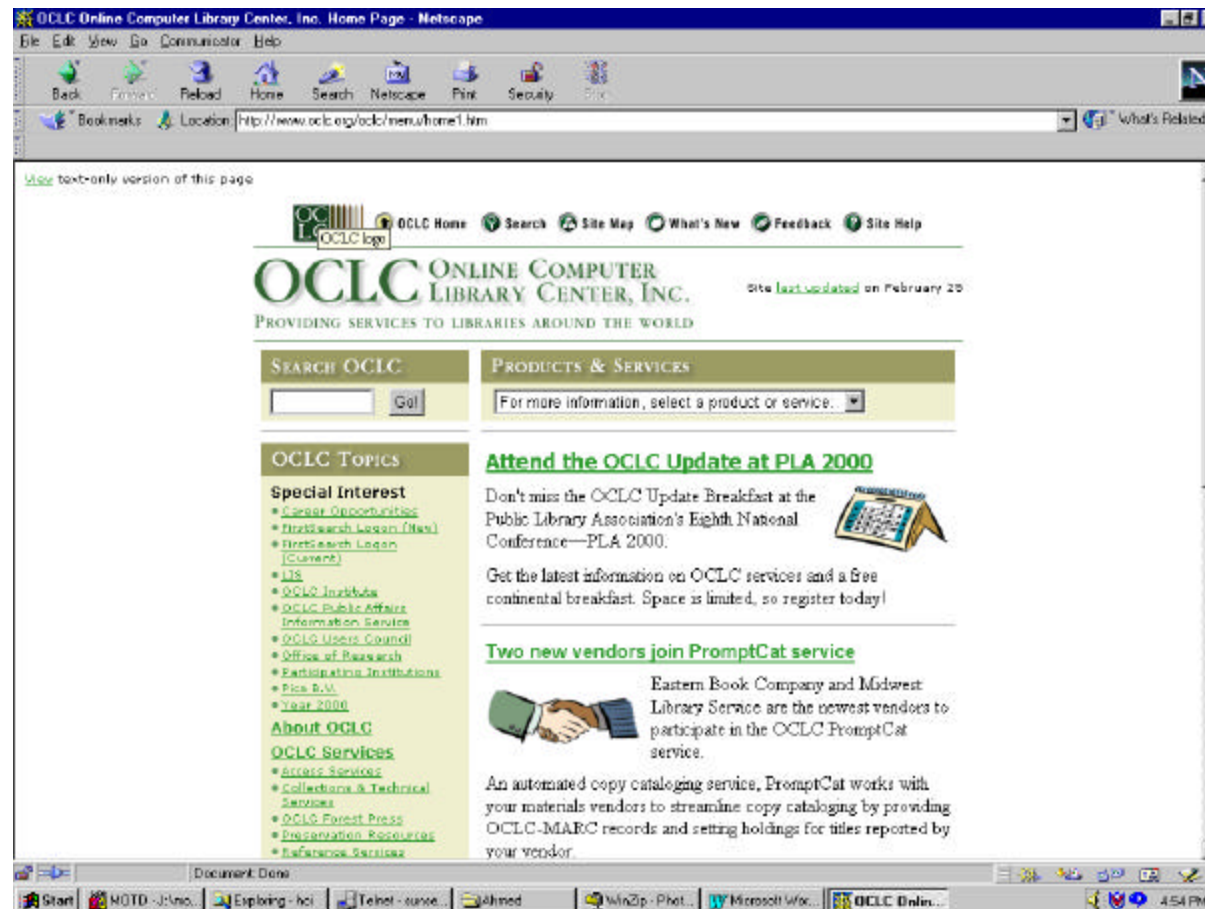 OCLC Online Computer Library Center, Inc. Home Page - Netscape
File Edit View Go Communicator Help
Back Forward Reload Home Search Netscape Print Security Stop
Bookmarks Location: http://www.oclc.org/oclc/menu/home1.htm What's Related
View text-only version of this page
OCLC logo
OCLC Home Search Site Map What's New Feedback Site Help
OCLC ONLINE COMPUTER LIBRARY CENTER, INC.
Site last updated on February 25
PROVIDING SERVICES TO LIBRARIES AROUND THE WORLD
SEARCH OCLC
Go!
PRODUCTS & SERVICES
For more information, select a product or service.
OCLC TOPICS
Special Interest
Career Opportunities
FirstSearch Logon (New)
FirstSearch Logon
(Current)
LIS
OCLC Institute
OCLC Public Affairs
Information Service
OCLC Users Council
Office of Research
Participating Institutions
Pica B.V.
Year 2000
About OCLC
OCLC Services
Access Services
Collections & Technical
Services
OCLC Forest Press
Preservation Resources
Reference Services
Attend the OCLC Update at PLA 2000
Don't miss the OCLC Update Breakfast at the
Public Library Association's Eighth National
Conference—PLA 2000.
Get the latest information on OCLC services and a free
continental breakfast. Space is limited, so register today!
Two new vendors join PromptCat service
Eastern Book Company and Midwest
Library Service are the newest vendors to
participate in the OCLC PromptCat
service.
An automated copy cataloging service, PromptCat works with
your materials vendors to streamline copy cataloging by providing
OCLC-MARC records and setting holdings for titles reported by
your vendor.
Document: Done
Start MOTD - J:\mo... Exploring - hci Telnet - sunse... Ahmed WinZip - Phot... Microsoft Wor... OCLC Onlin... 4:54 PM